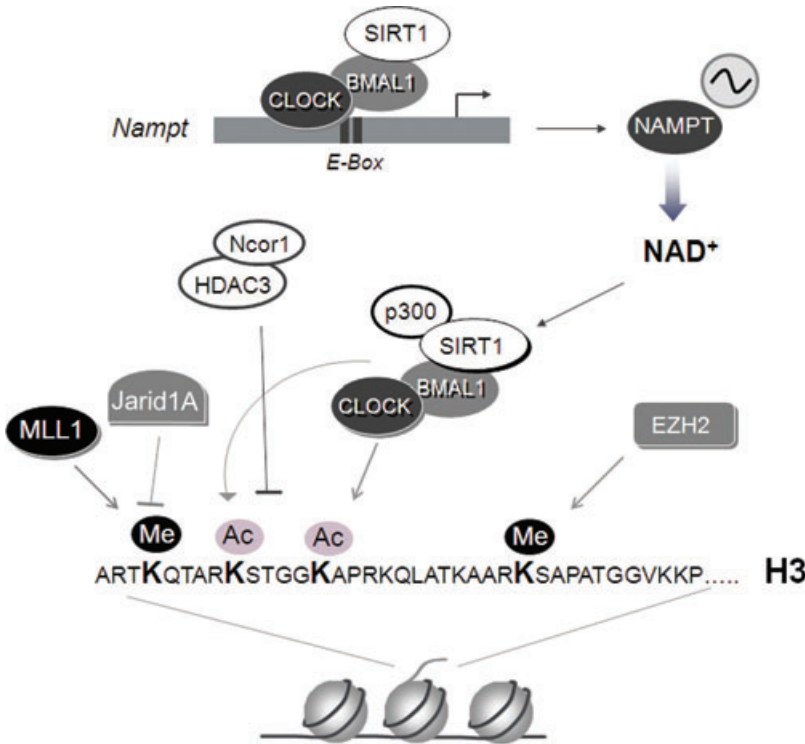 SIRT1
BMAL1
CLOCK
Nampt
E-Box
NAMPT
NAD+
Ncor1
HDAC3
p300
SIRT1
BMAL1
CLOCK
Jarid1A
MLL1
EZH2
Me Ac Ac Me
ARTKQTARKSTGGKAPRKQLATKAARKSAPATGGVKKP..... H3